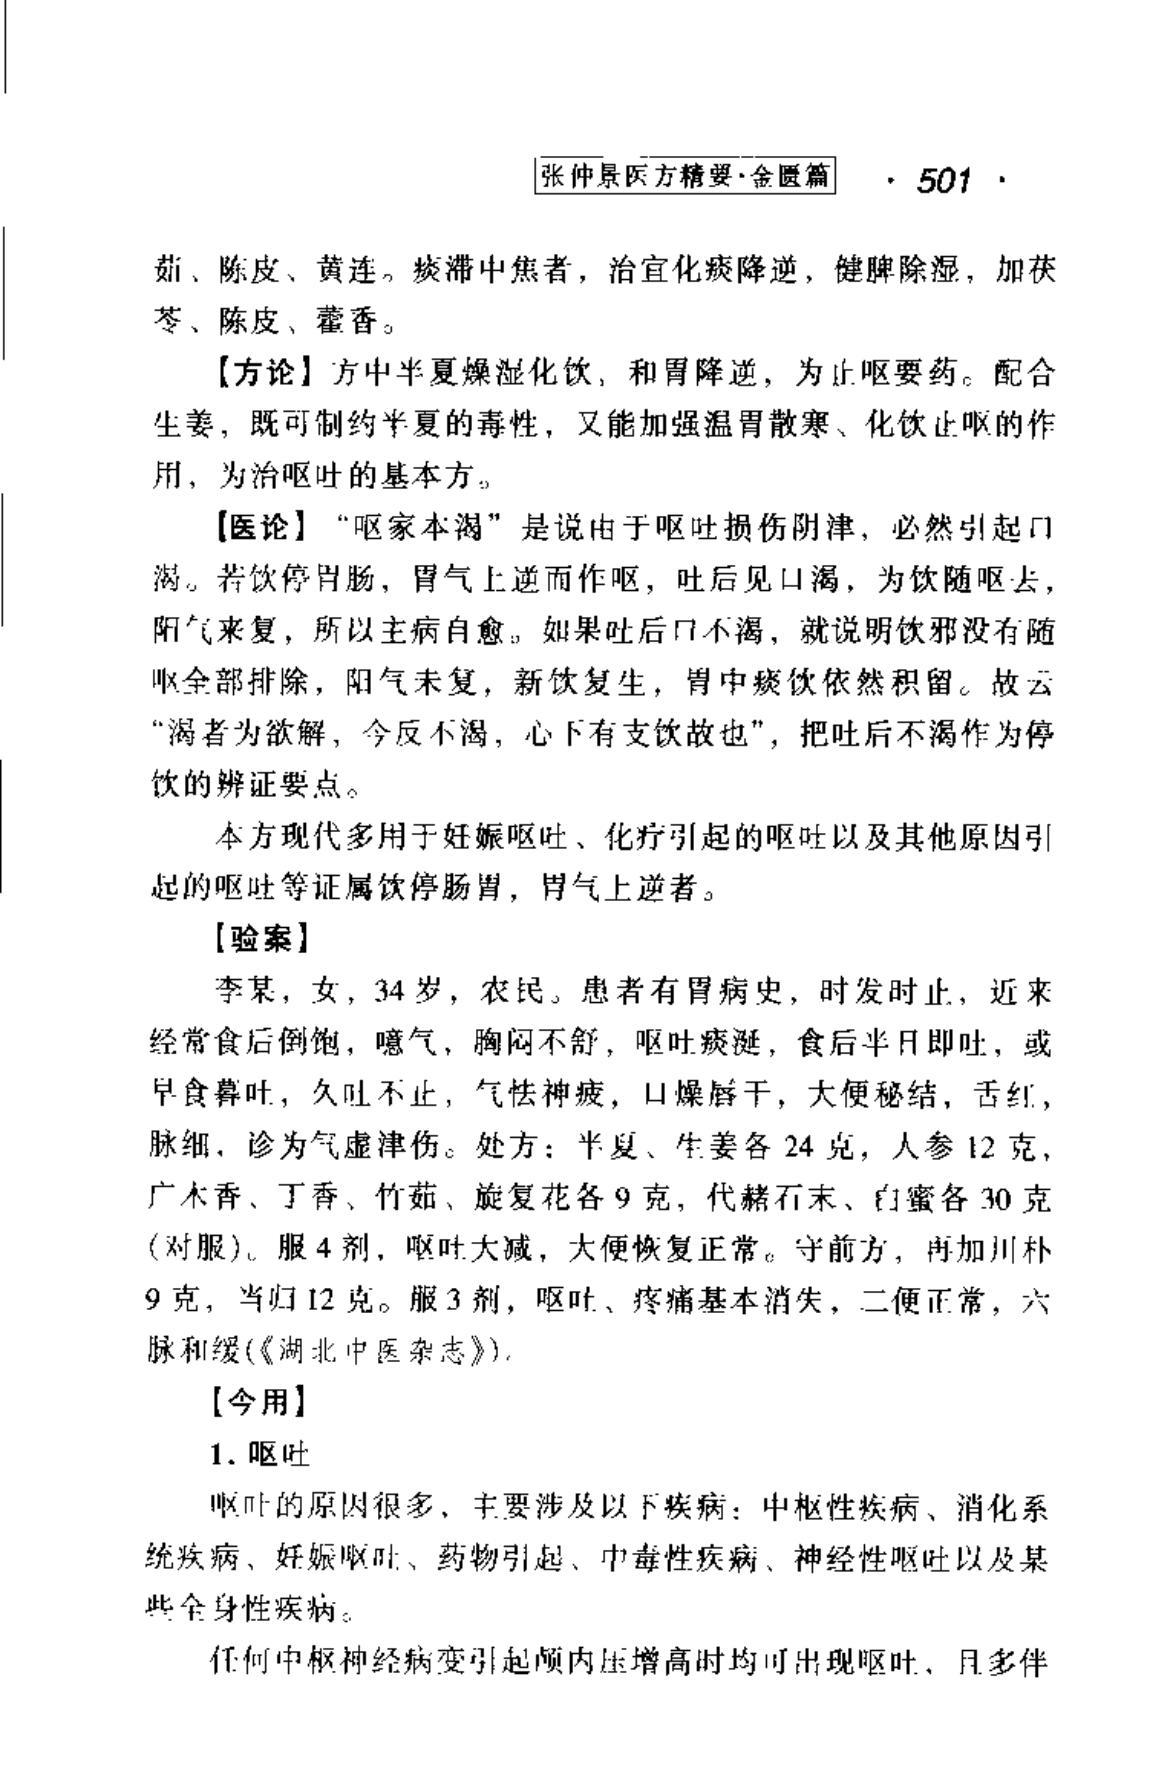 张仲景医方精要·金匮篇 · 501 ·
茹、陈皮、黄连。痰滞中焦者，治宜化痰降逆，健脾除湿，加茯
苓、陈皮、藿香。
【方论】方中半夏燥湿化饮，和胃降逆，为止呕要药。配合
生姜，既可制约半夏的毒性，又能加强温胃散寒、化饮止呕的作
用，为治呕吐的基本方。
【医论】“呕家本渴”是说由于呕吐损伤阴津，必然引起口
渴。若饮停胃肠，胃气上逆而作呕，吐后见口渴，为饮随呕去，
阳气来复，所以主病自愈。如果吐后口不渴，就说明饮邪没有随
呕全部排除，阳气未复，新饮复生，胃中痰饮依然积留。故云
“渴者为欲解，今反不渴，心下有支饮故也”，把吐后不渴作为停
饮的辨证要点。
本方现代多用于妊娠呕吐、化疗引起的呕吐以及其他原因引
起的呕吐等证属饮停肠胃，胃气上逆者。
【验案】
李某，女，34岁，农民。患者有胃病史，时发时止，近来
经常食后倒饱，噫气，胸闷不舒，呕吐痰涎，食后半日即吐，或
早食暮吐，久吐不止，气怯神疲，口燥唇干，大便秘结，舌红，
脉细，诊为气虚津伤。处方：半夏、生姜各24克，人参12克，
广木香、丁香、竹茹、旋复花各9克，代赭石末、白蜜各30克
(对服)。服4剂，呕吐大减，大便恢复正常。守前方，再加川朴
9克，当归12克。服3剂，呕吐、疼痛基本消失，二便正常，六
脉和缓(《湖北中医杂志》)。
【今用】
1. 呕吐
呕吐的原因很多，主要涉及以下疾病：中枢性疾病、消化系
统疾病、妊娠呕吐、药物引起、中毒性疾病、神经性呕吐以及某
些全身性疾病。
任何中枢神经病变引起颅内压增高时均可出现呕吐，且多伴